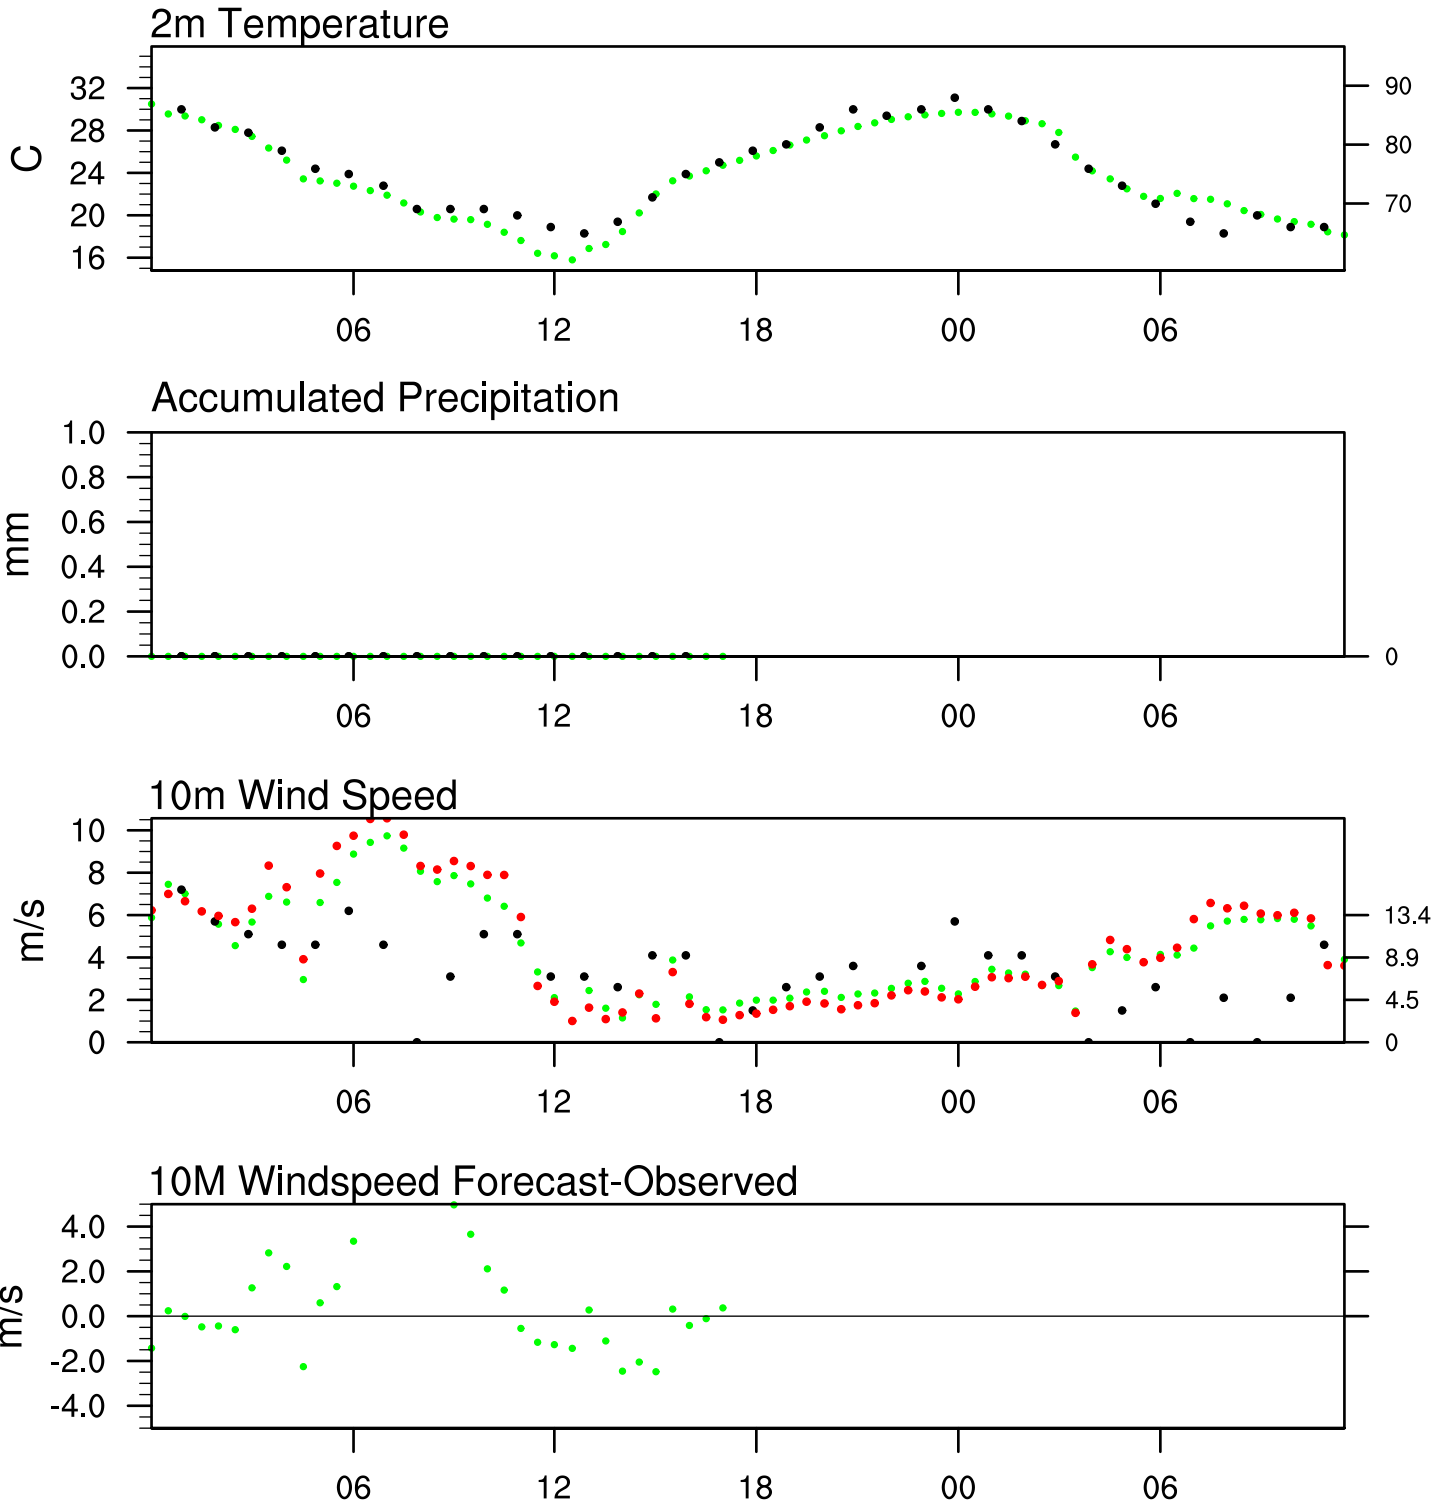 2m Temperature
32
28
24
20
16
C
90
80
70
06 12 18 00 06
Accumulated Precipitation
1.0
0.8
0.6
0.4
0.2
0.0
mm
0
06 12 18 00 06
10m Wind Speed
10
8
6
4
2
0
m/s
13.4
8.9
4.5
0
06 12 18 00 06
10M Windspeed Forecast-Observed
4.0
2.0
0.0
-2.0
-4.0
m/s
06 12 18 00 06